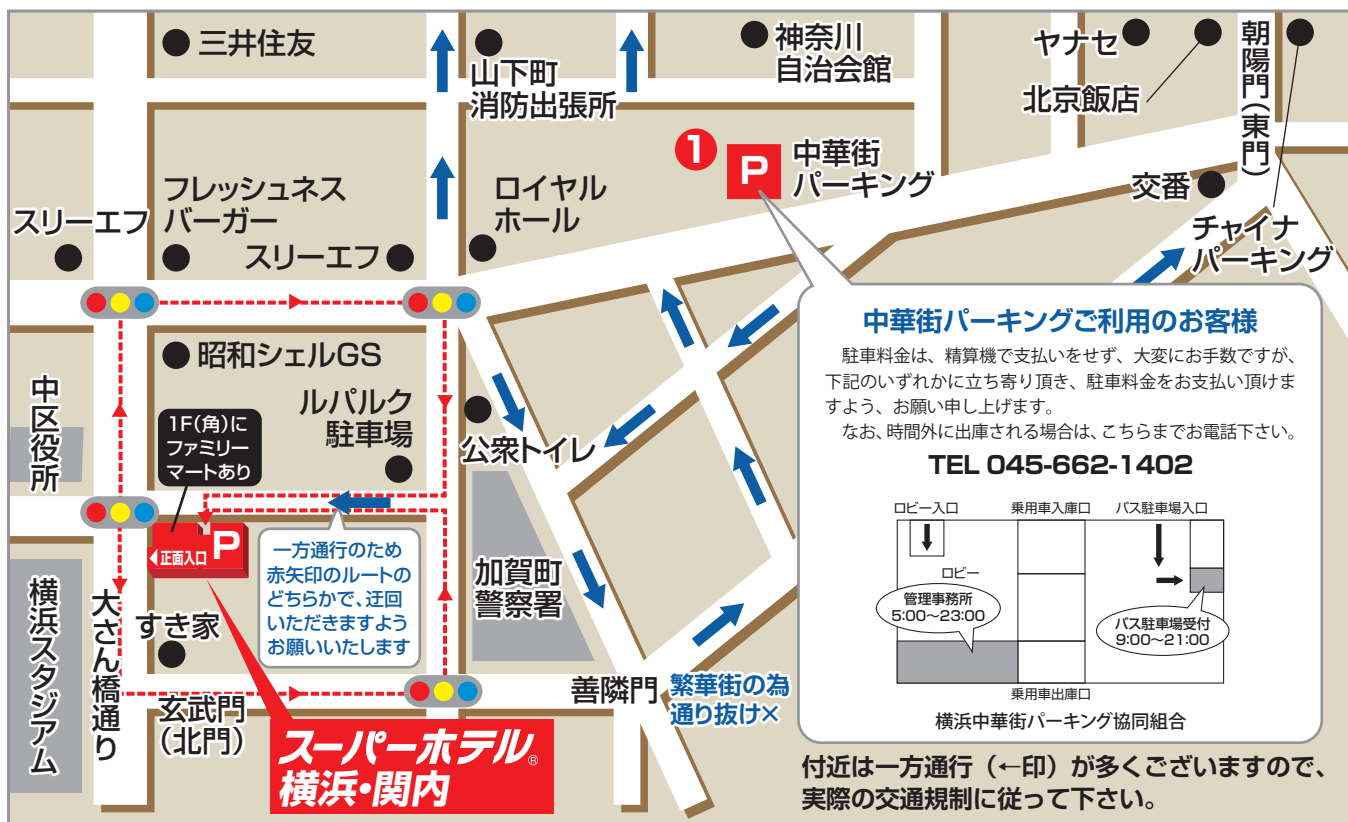 三井住友
山下町
消防出張所
神奈川
自治会館
ヤナセ
北京飯店
朝陽門(東門)
1
P
中華街
パーキング
交番
チャイナ
パーキング
スリーエフ
フレッシュネス
バーガー
スリーエフ
ロイヤル
ホール
昭和シェルGS
ルパルク
駐車場
公衆トイレ
中区役所
1F(角)に
ファミリー
マートあり
正面入口
P
一方通行のため
赤矢印のルートの
どちらかで、迂回
いただきますよう
お願いいたします
加賀町
警察署
横浜スタジアム
大さん橋通り
すき家
玄武門
(北門)
善隣門
繁華街の為
通り抜け×
スーパーホテル®
横浜・関内
中華街パーキングご利用のお客様
駐車料金は、精算機で支払いをせず、大変にお手数ですが、
下記のいずれかに立ち寄り頂き、駐車料金をお支払い頂けま
すよう、お願い申し上げます。
なお、時間外に出庫される場合は、こちらまでお電話下さい。
TEL 045-662-1402
ロビー入口
乗用車入庫口
バス駐車場入口
ロビー
管理事務所
5:00〜23:00
バス駐車場受付
9:00〜21:00
乗用車出庫口
横浜中華街パーキング協同組合
付近は一方通行（←印）が多くございますので、
実際の交通規制に従って下さい。